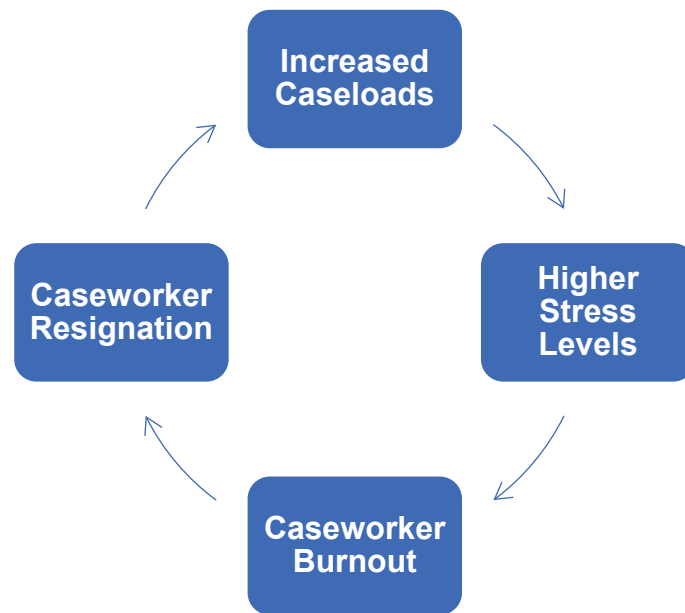 Increased
Caseloads
Higher
Stress
Levels
Caseworker
Burnout
Caseworker
Resignation